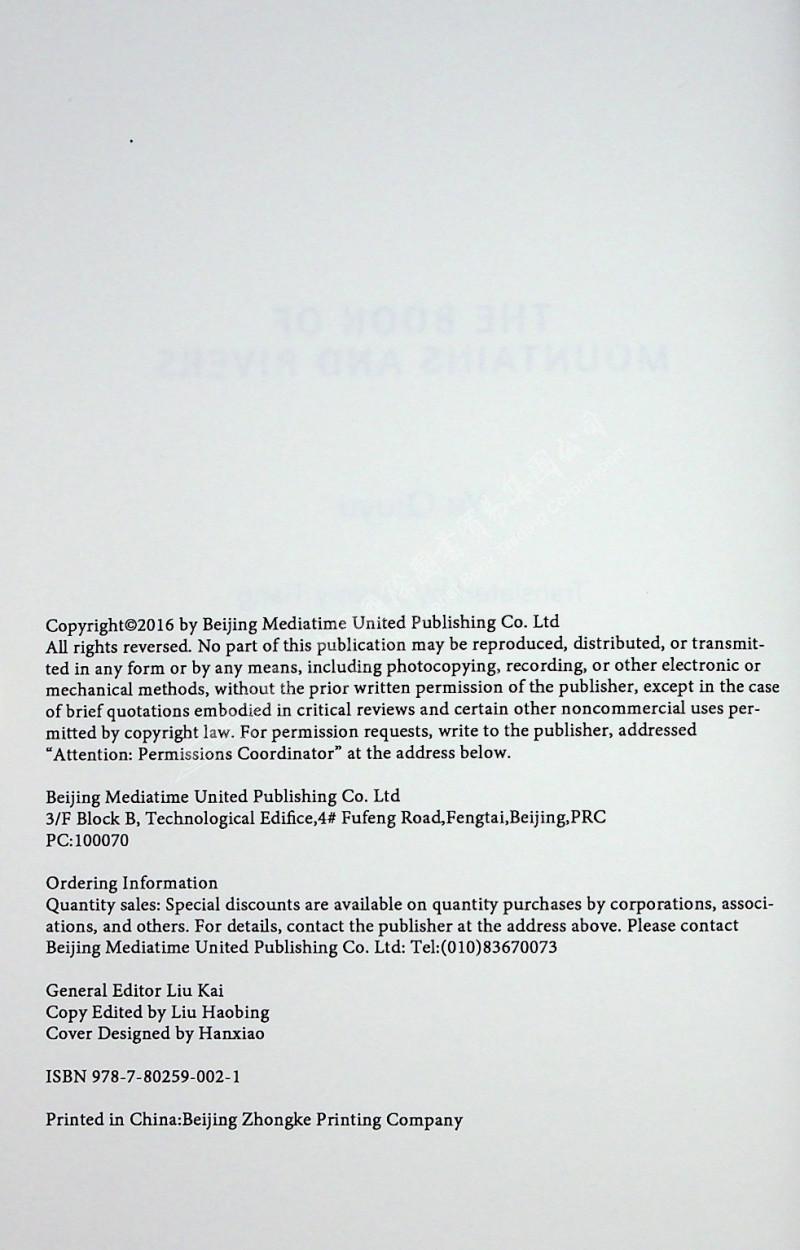 THE BOOK OF
MOUNTAINS AND RIVERS
Copyright©2016 by Beijing Mediatime United Publishing Co. Ltd
All rights reversed. No part of this publication may be reproduced, distributed, or transmit-
ted in any form or by any means, including photocopying, recording, or other electronic or
mechanical methods, without the prior written permission of the publisher, except in the case
of brief quotations embodied in critical reviews and certain other noncommercial uses per-
mitted by copyright law. For permission requests, write to the publisher, addressed
“Attention: Permissions Coordinator” at the address below.
Beijing Mediatime United Publishing Co. Ltd
3/F Block B, Technological Edifice,4# Fufeng Road,Fengtai,Beijing,PRC
PC:100070
Ordering Information
Quantity sales: Special discounts are available on quantity purchases by corporations, associ-
ations, and others. For details, contact the publisher at the address above. Please contact
Beijing Mediatime United Publishing Co. Ltd: Tel:(010)83670073
General Editor Liu Kai
Copy Edited by Liu Haobing
Cover Designed by Hanxiao
ISBN 978-7-80259-002-1
Printed in China:Beijing Zhongke Printing Company